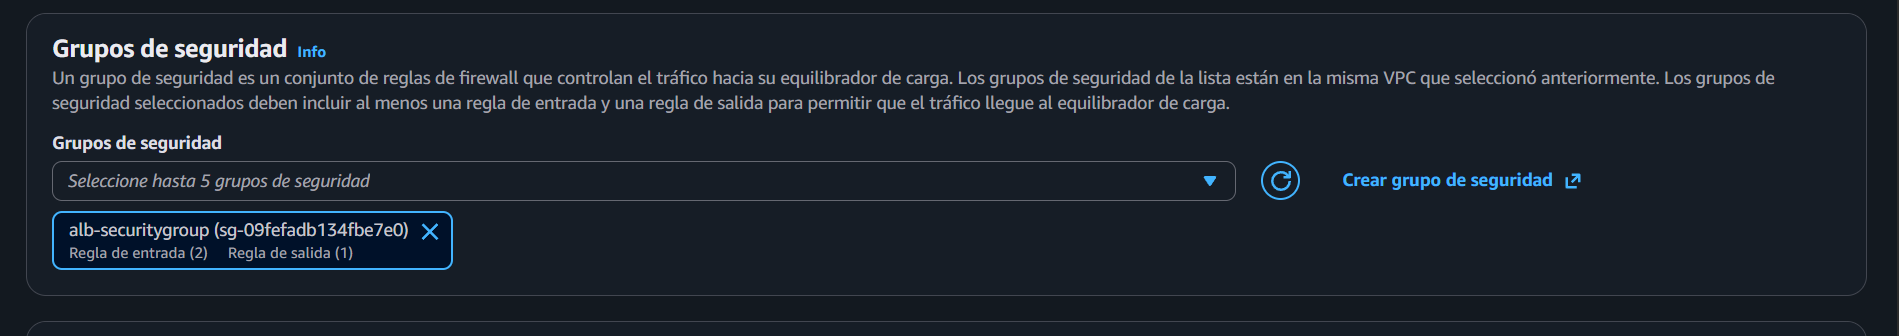 Grupos de seguridad Info
Un grupo de seguridad es un conjunto de reglas de firewall que controlan el tráfico hacia su equilibrador de carga. Los grupos de seguridad de la lista están en la misma VPC que seleccionó anteriormente. Los grupos de
seguridad seleccionados deben incluir al menos una regla de entrada y una regla de salida para permitir que el tráfico llegue al equilibrador de carga.
Grupos de seguridad
Seleccione hasta 5 grupos de seguridad
Crear grupo de seguridad
alb-securitygroup (sg-09fefadb134fbe7e0)
Regla de entrada (2) Regla de salida (1)